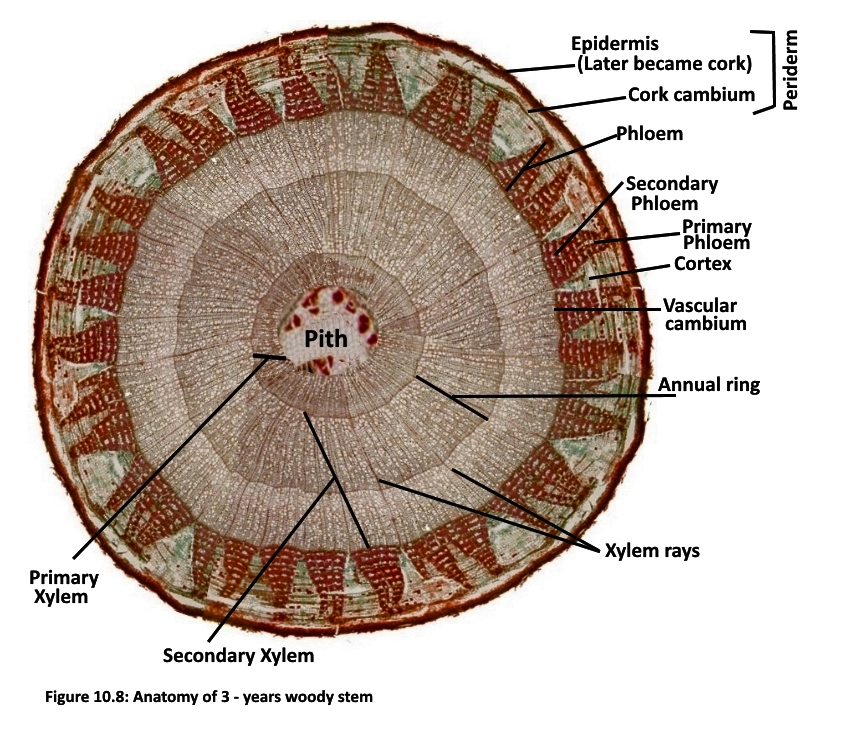 Epidermis
(Later became cork)
Periderm
Cork cambium
Phloem
Secondary
Phloem
Primary
Phloem
Cortex
Vascular
cambium
Pith
Annual ring
Xylem rays
Primary
Xylem
Secondary Xylem
Figure 10.8: Anatomy of 3 - years woody stem